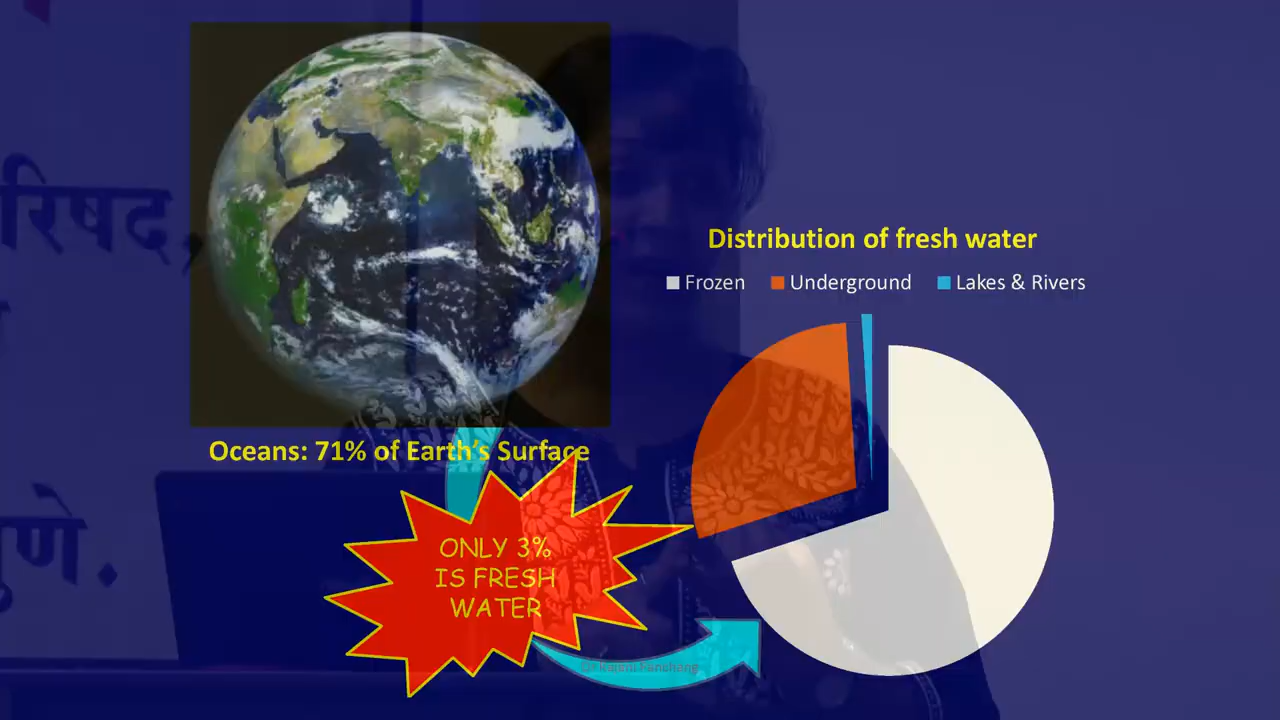 रिषद,
पुणे.
Distribution of fresh water
Frozen Underground Lakes & Rivers
Oceans: 71% of Earth's Surface
ONLY 3%
IS FRESH
WATER